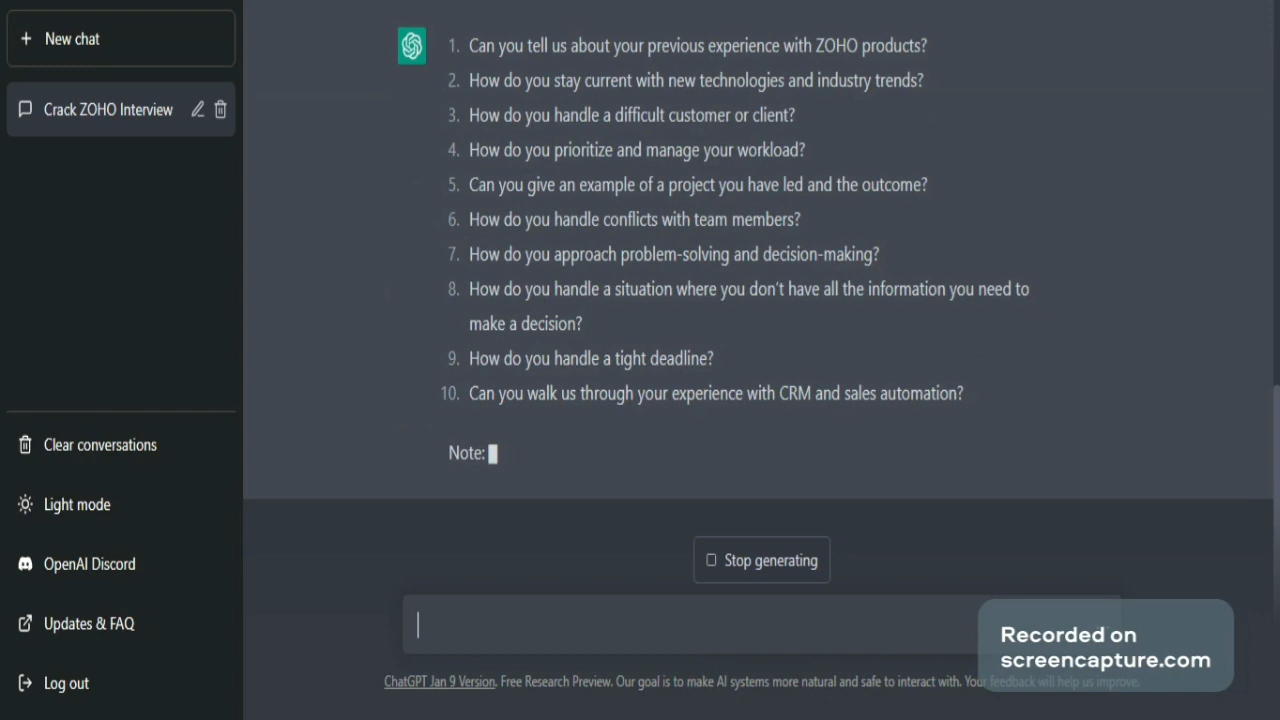 New chat
Crack ZOHO Interview
Clear conversations
Light mode
OpenAI Discord
Updates & FAQ
Log out
1. Can you tell us about your previous experience with ZOHO products?
2. How do you stay current with new technologies and industry trends?
3. How do you handle a difficult customer or client?
4. How do you prioritize and manage your workload?
5. Can you give an example of a project you have led and the outcome?
6. How do you handle conflicts with team members?
7. How do you approach problem-solving and decision-making?
8. How do you handle a situation where you don't have all the information you need to
make a decision?
9. How do you handle a tight deadline?
10. Can you walk us through your experience with CRM and sales automation?
Note:
Stop generating
Recorded on
screencapture.com
ChatGPT Jan 9 Version. Free Research Preview. Our goal is to make AI systems more natural and safe to interact with. Your feedback will help us improve.